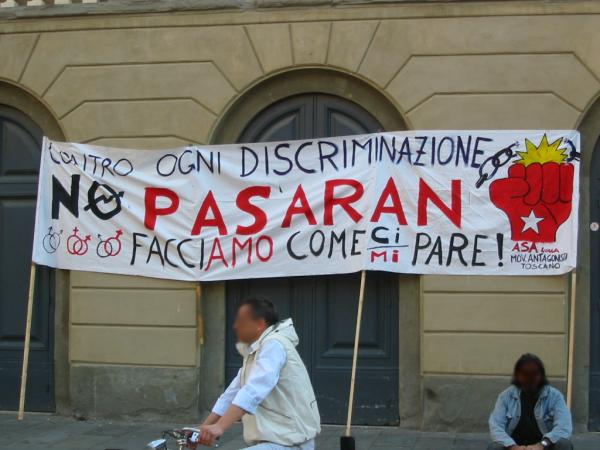 CONTRO OGNI DISCRIMINAZIONE
NO PASARAN
FACCIAMO COME CI PARE!
MI
ASA
MOV. ANTAGONISTA
TOSCANO